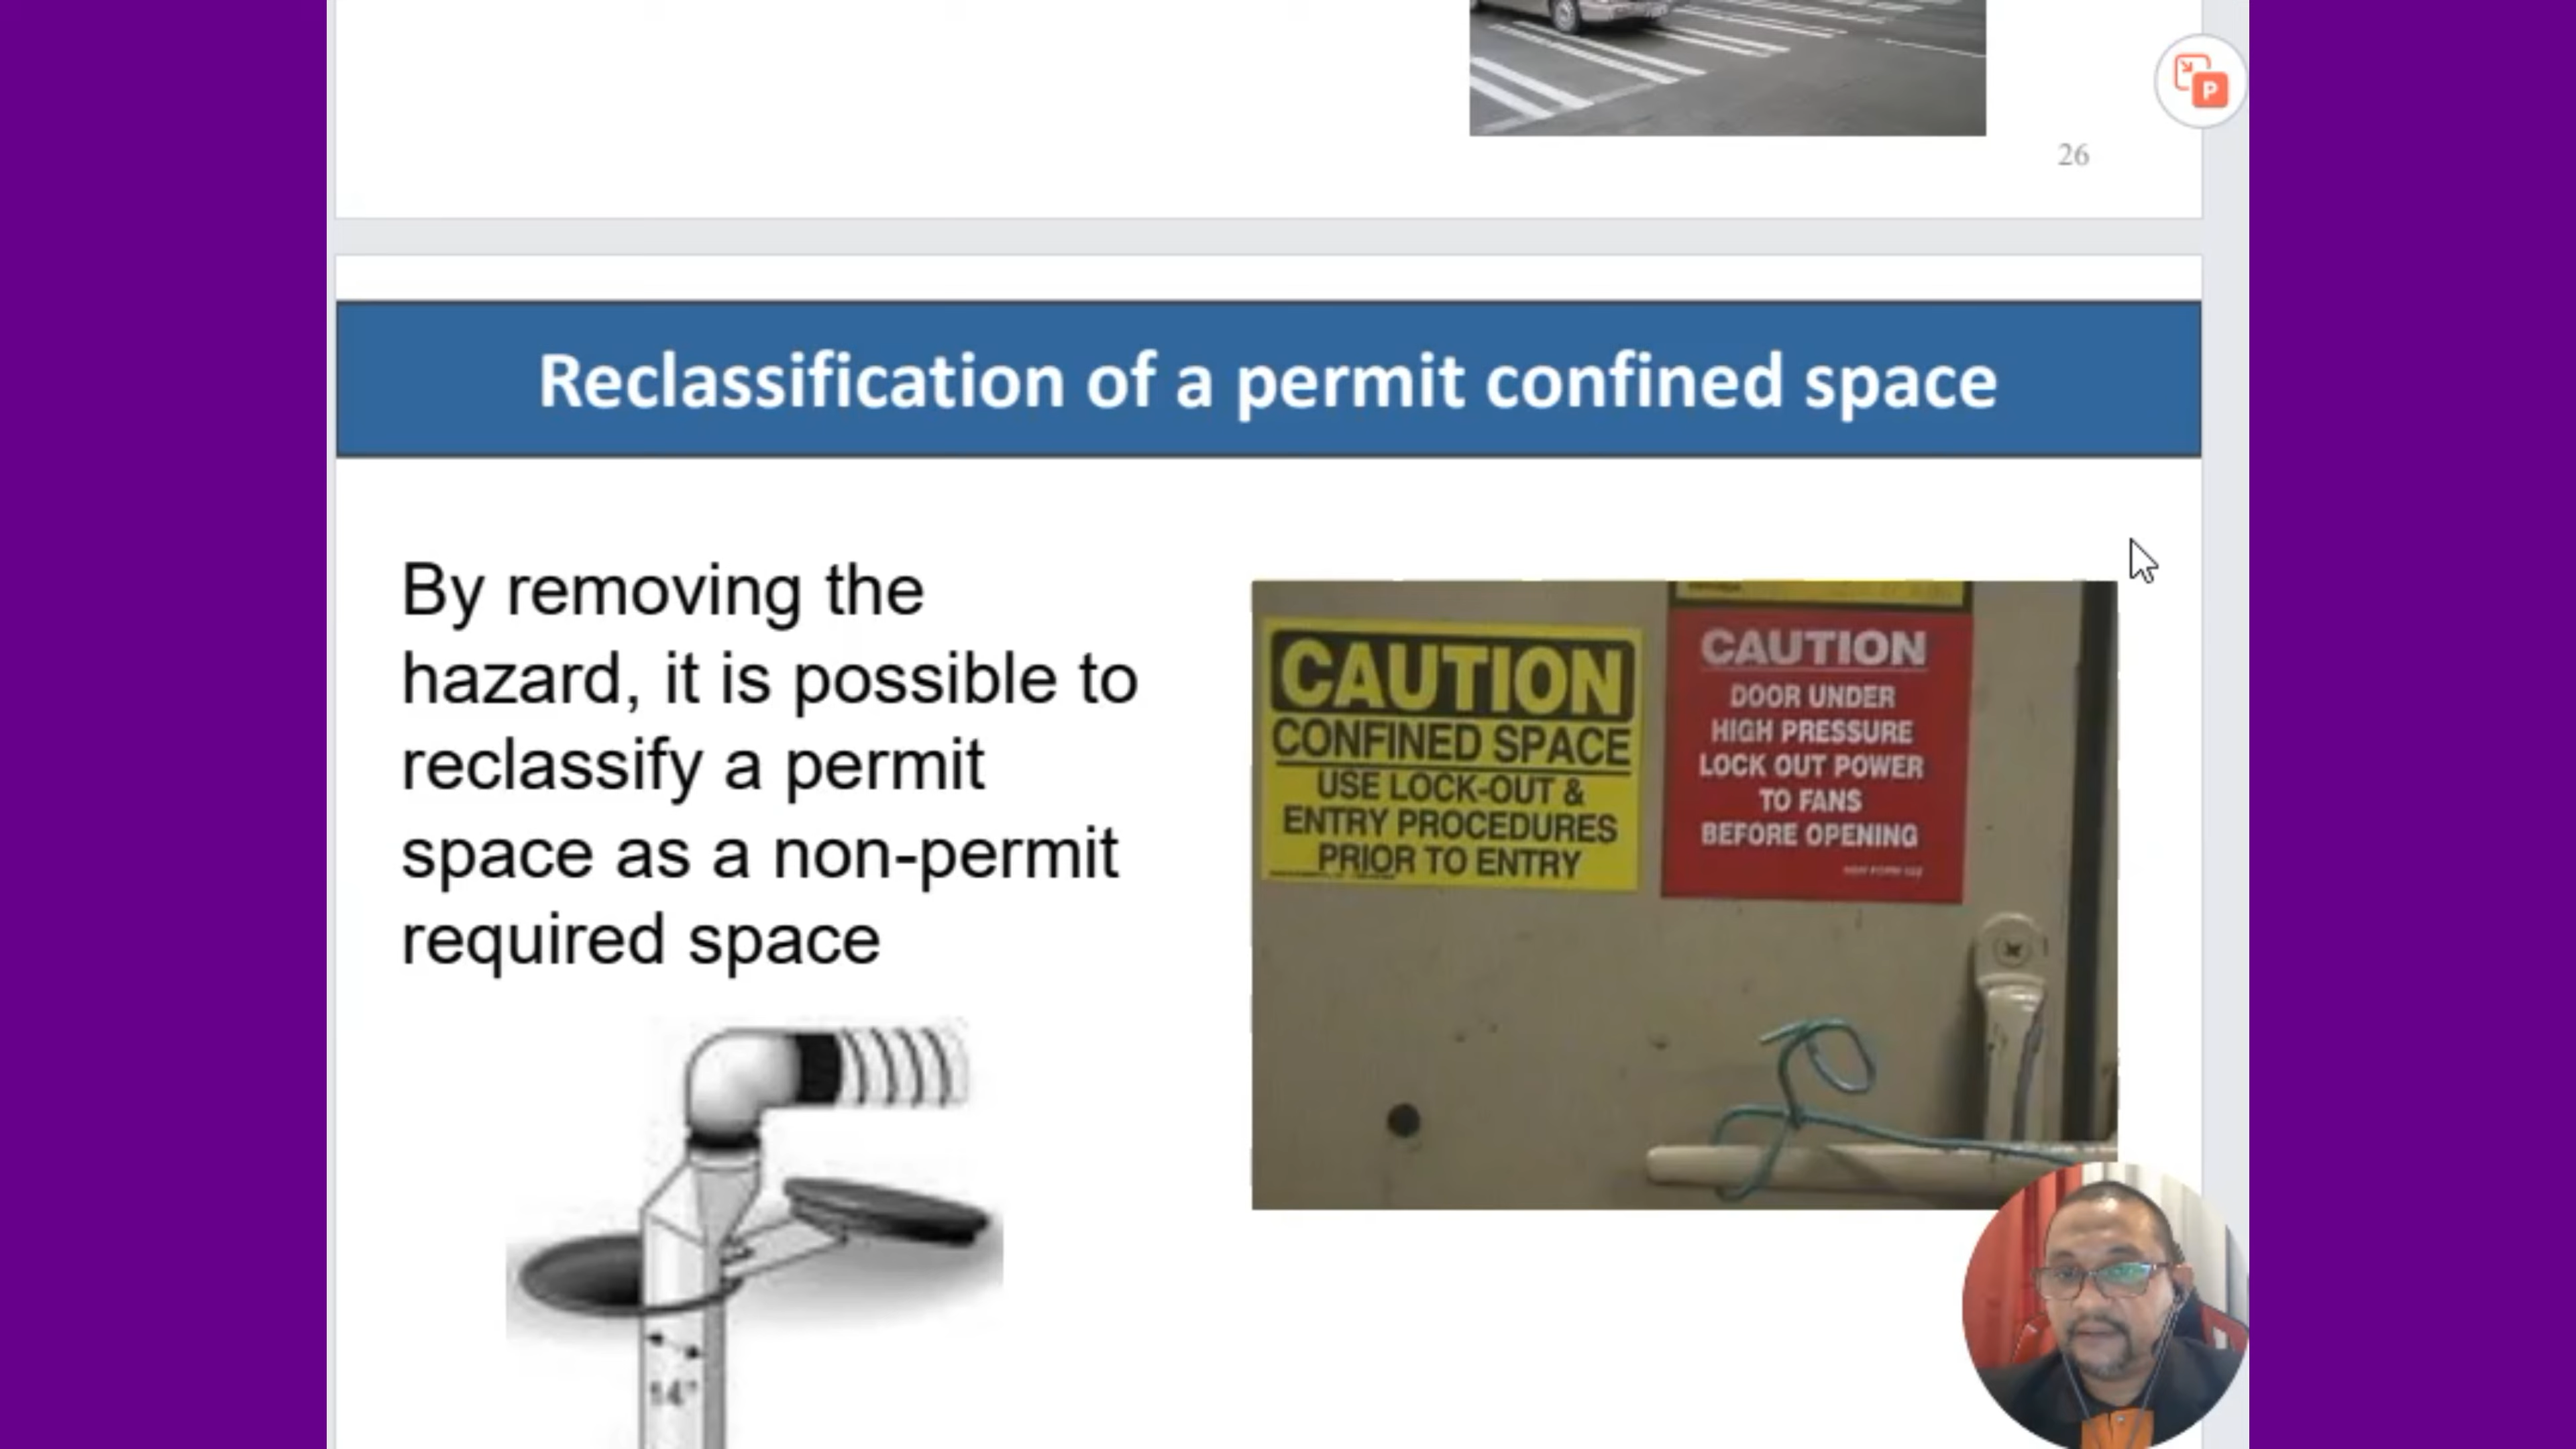 P
26
Reclassification of a permit confined space
By removing the
hazard, it is possible to
reclassify a permit
space as a non-permit
required space
CAUTION
CONFINED SPACE
USE LOCK-OUT &
ENTRY PROCEDURES
PRIOR TO ENTRY
CAUTION
DOOR UNDER
HIGH PRESSURE
LOCK OUT POWER
TO FANS
BEFORE OPENING
14"